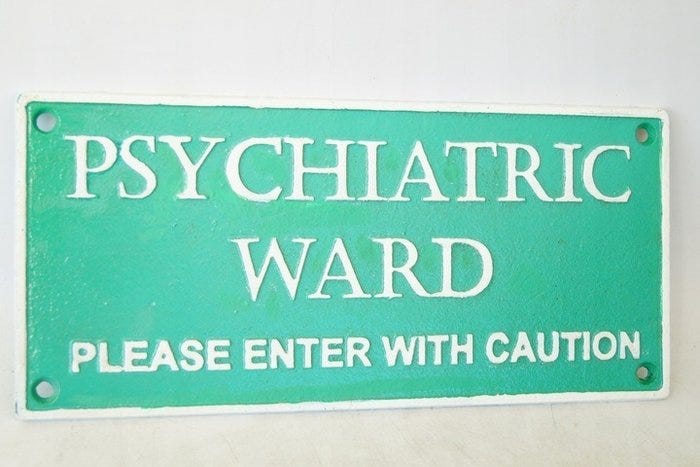 PSYCHIATRIC
WARD
PLEASE ENTER WITH CAUTION